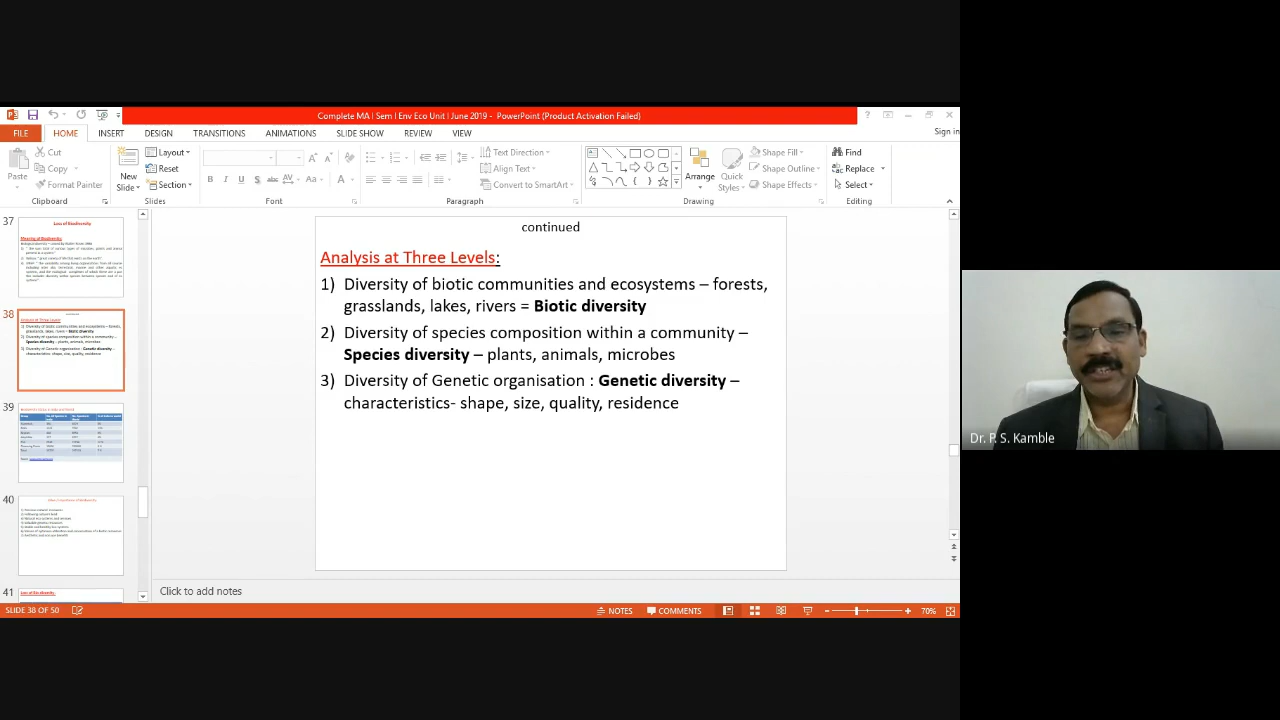 Complete MA I Sem I Env Eco Unit I June 2019 - PowerPoint (Product Activation Failed)
FILE HOME INSERT DESIGN TRANSITIONS ANIMATIONS SLIDE SHOW REVIEW VIEW Sign in
Paste
Cut
Copy
Format Painter
Clipboard
New
Slide
Layout
Reset
Section
Slides
Font
Text Direction
Align Text
Convert to SmartArt
Paragraph
Arrange
Quick
Styles
Shape Fill
Shape Outline
Shape Effects
Drawing
Find
Replace
Select
Editing
37
Loss of Biodiversity
38
39
40
41
Loss of Biodiversity
continued
Analysis at Three Levels:
1) Diversity of biotic communities and ecosystems – forests,
grasslands, lakes, rivers = Biotic diversity
2) Diversity of species composition within a community –
Species diversity – plants, animals, microbes
3) Diversity of Genetic organisation : Genetic diversity –
characteristics- shape, size, quality, residence
Click to add notes
SLIDE 38 OF 50 NOTES COMMENTS 70%
Dr. P. S. Kamble